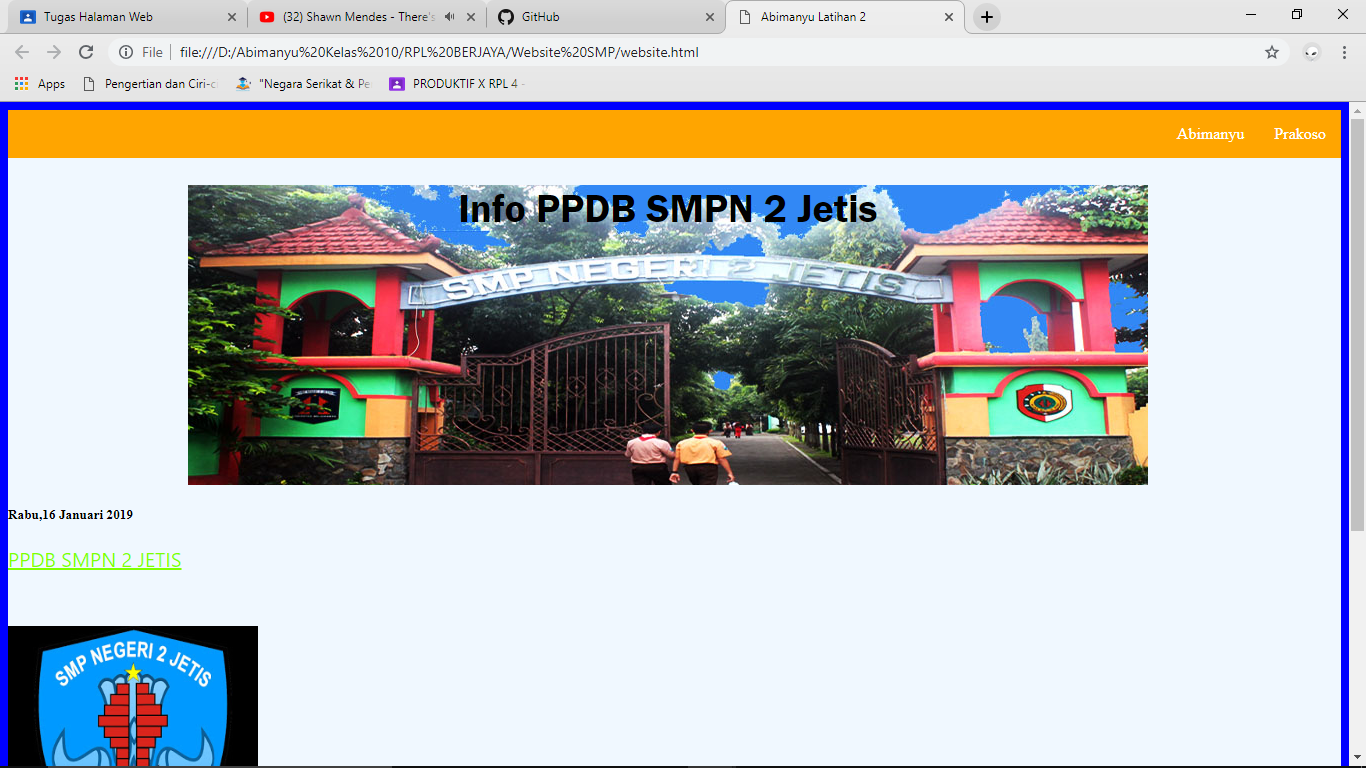 Tugas Halaman Web
(32) Shawn Mendes - There's
GitHub
Abimanyu Latihan 2
File
file:///D:/Abimanyu%20Kelas%2010/RPL%20BERJAYA/Website%20SMP/website.html
Apps
Pengertian dan Ciri-c
"Negara Serikat & Pe
PRODUKTIF X RPL 4 -
Abimanyu Prakoso
Info PPDB SMPN 2 Jetis
SMP NEGERI 2 JETIS
Rabu,16 Januari 2019
PPDB SMPN 2 JETIS
SMP NEGERI 2 JETIS